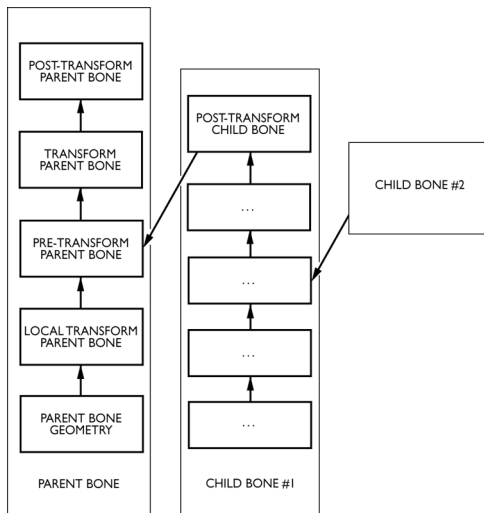 POST-TRANSFORM
PARENT BONE
TRANSFORM
PARENT BONE
PRE-TRANSFORM
PARENT BONE
LOCAL TRANSFORM
PARENT BONE
PARENT BONE
GEOMETRY
PARENT BONE
POST-TRANSFORM
CHILD BONE
...
...
...
...
CHILD BONE #1
CHILD BONE #2